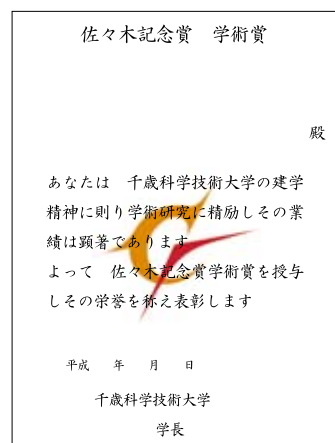 佐々木記念賞　学術賞
殿
あなたは　千歳科学技術大学の建学
精神に則り学術研究に精励しその業
績は顕著であります
よって　佐々木記念賞学術賞を授与
しその栄誉を称え表彰します
平成　年　月　日
千歳科学技術大学
学長